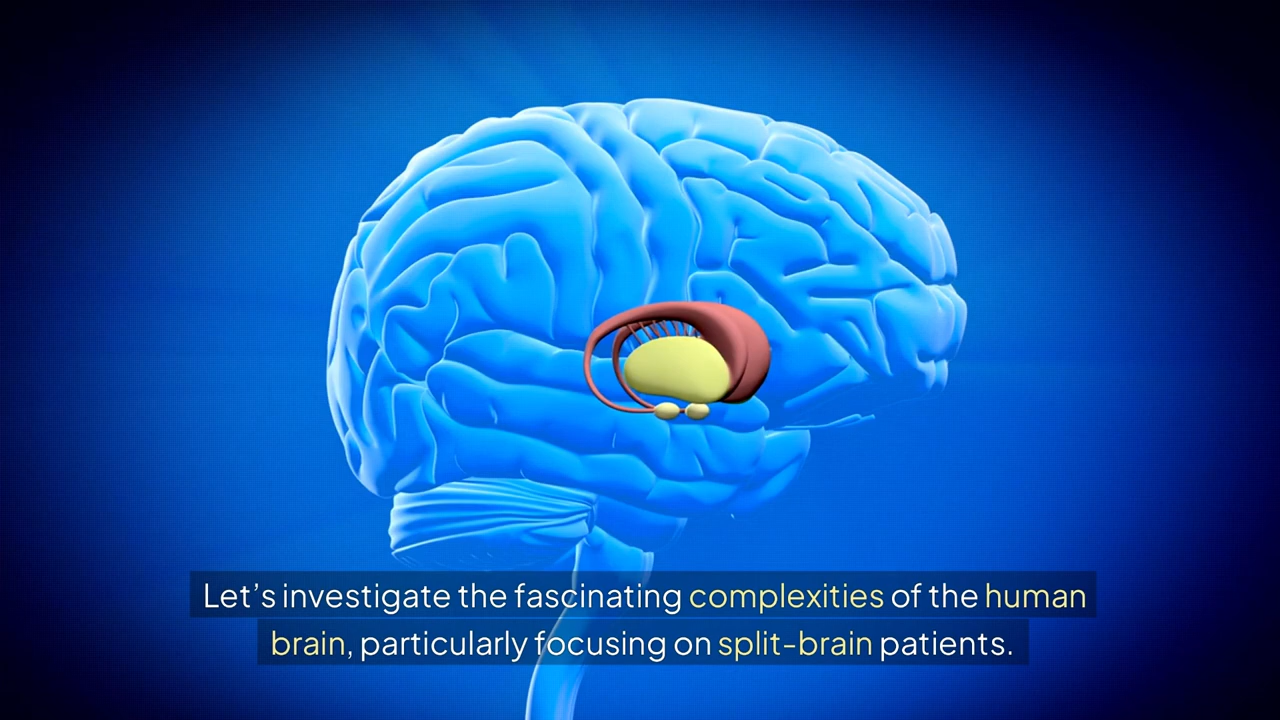 Let’s investigate the fascinating complexities of the human
brain, particularly focusing on split-brain patients.